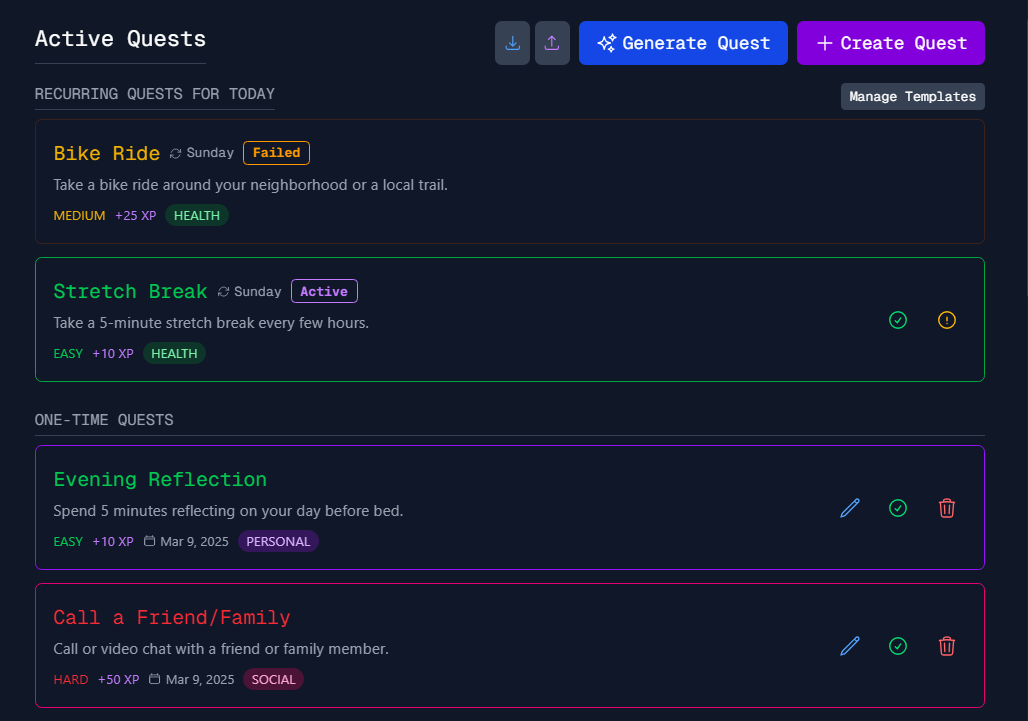 Active Quests
Generate Quest
Create Quest
RECURRING QUESTS FOR TODAY
Manage Templates
Bike Ride Sunday Failed
Take a bike ride around your neighborhood or a local trail.
MEDIUM +25 XP HEALTH
Stretch Break Sunday Active
Take a 5-minute stretch break every few hours.
EASY +10 XP HEALTH
ONE-TIME QUESTS
Evening Reflection
Spend 5 minutes reflecting on your day before bed.
EASY +10 XP Mar 9, 2025 PERSONAL
Call a Friend/Family
Call or video chat with a friend or family member.
HARD +50 XP Mar 9, 2025 SOCIAL